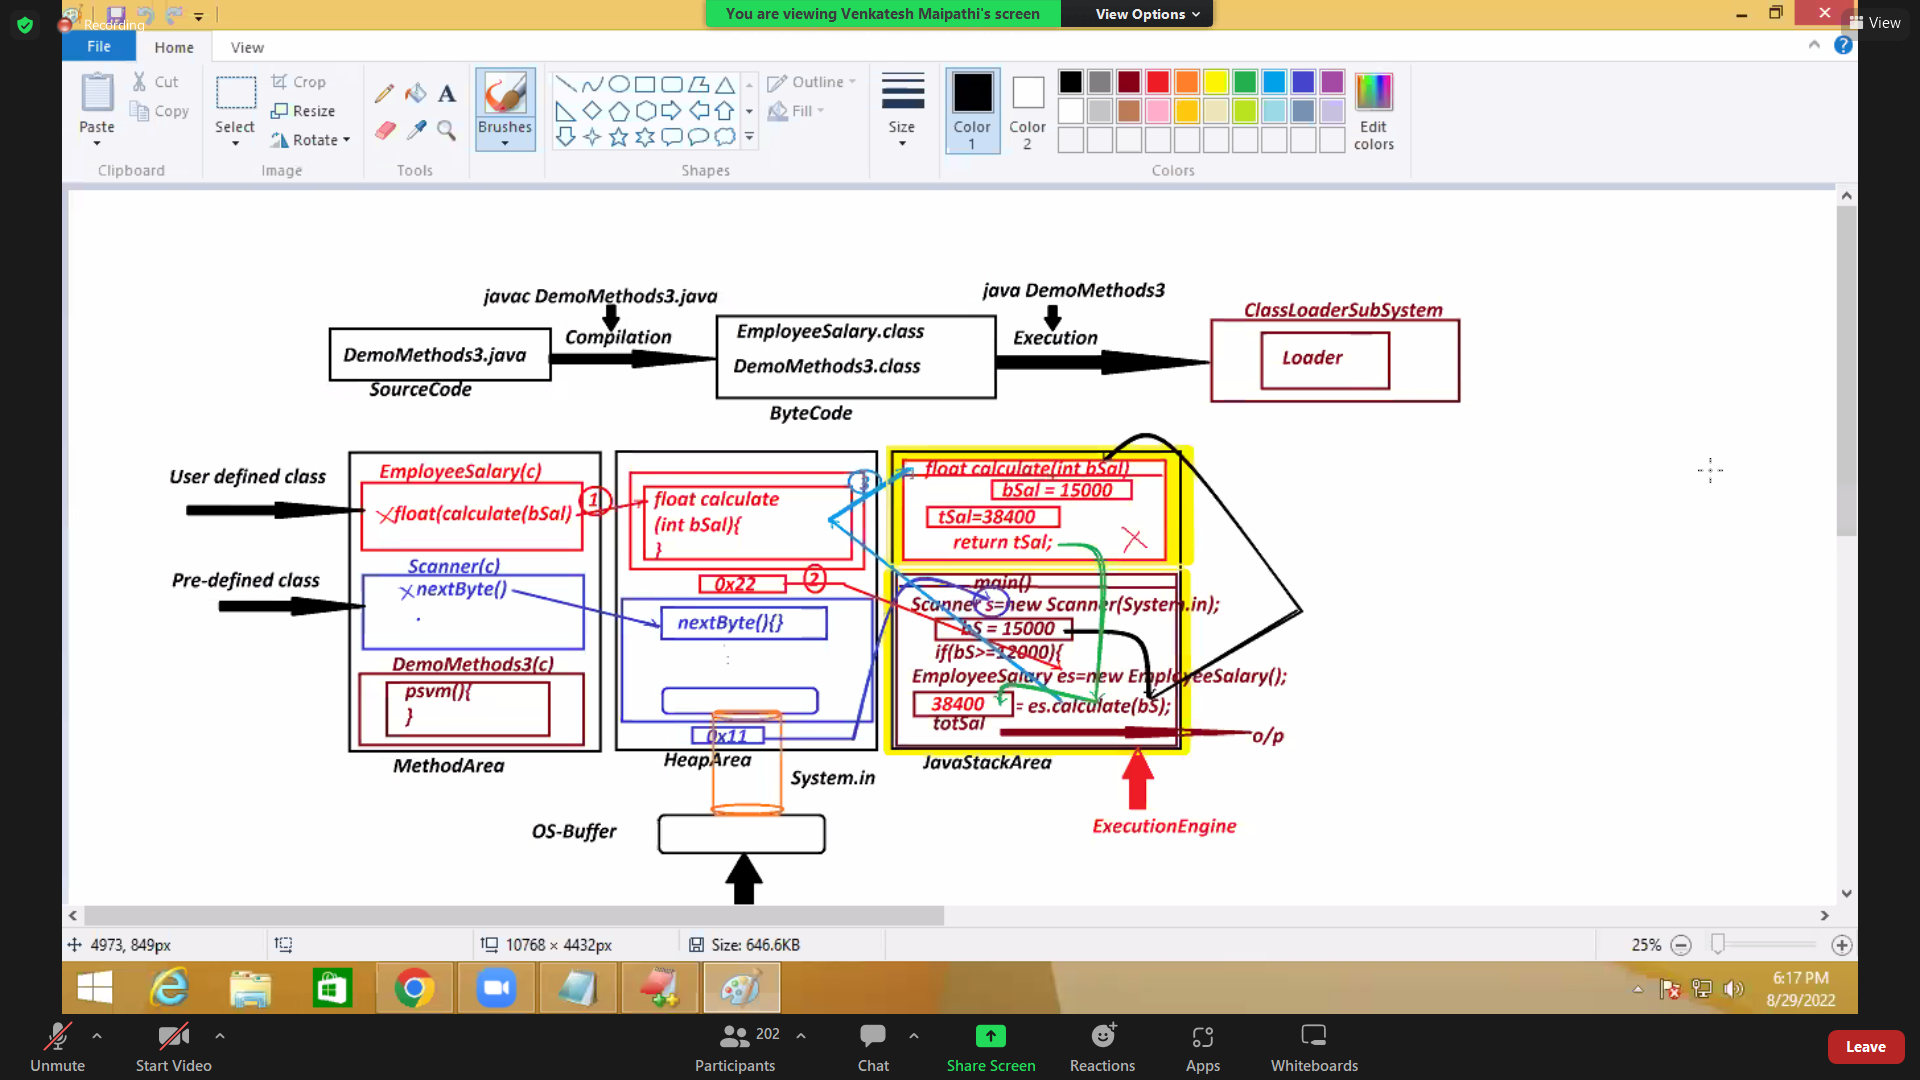 Recording
You are viewing Venkatesh Maipathi's screen
View Options
View
File
Home
View
Paste
Cut
Copy
Clipboard
Select
Crop
Resize
Rotate
Image
Tools
Brushes
Outline
Fill
Shapes
Size
Color 1
Color 2
Edit colors
Colors
javac DemoMethods3.java
java DemoMethods3
ClassLoaderSubSystem
Compilation
Execution
DemoMethods3.java
SourceCode
EmployeeSalary.class
DemoMethods3.class
ByteCode
Loader
User defined class
Pre-defined class
EmployeeSalary(c)
float(calculate(bSal)
1
Scanner(c)
nextByte()
DemoMethods3(c)
psvm(){
}
MethodArea
float calculate
(int bSal){
}
3
0x22
2
nextByte(){}
0x11
HeapArea
System.in
OS-Buffer
float calculate(int bSal)
bSal = 15000
tSal=38400
return tSal;
main()
Scanner s=new Scanner(System.in);
bS = 15000
if(bS>=12000){
EmployeeSalary es=new EmployeeSalary();
38400 = es.calculate(bS);
totSal
o/p
JavaStackArea
ExecutionEngine
4973, 849px
10768 × 4432px
Size: 646.6KB
25%
6:17 PM
8/29/2022
Unmute
Start Video
202
Participants
Chat
Share Screen
Reactions
Apps
Whiteboards
Leave